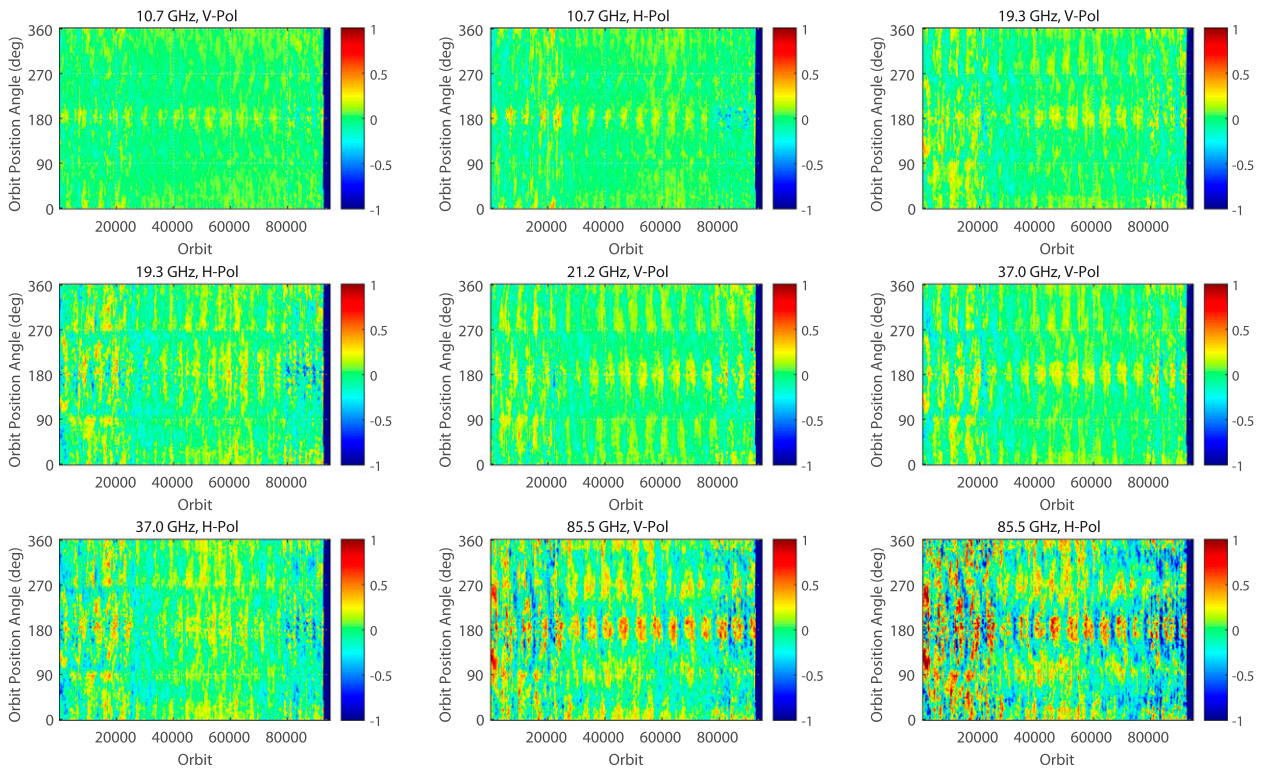 10.7 GHz, V-Pol
10.7 GHz, H-Pol
19.3 GHz, V-Pol
Orbit Position Angle (deg)
360
270
180
90
0
20000 40000 60000 80000
Orbit
1
0.5
0
-0.5
-1
Orbit Position Angle (deg)
360
270
180
90
0
20000 40000 60000 80000
Orbit
1
0.5
0
-0.5
-1
Orbit Position Angle (deg)
360
270
180
90
0
20000 40000 60000 80000
Orbit
1
0.5
0
-0.5
-1
19.3 GHz, H-Pol
21.2 GHz, V-Pol
37.0 GHz, V-Pol
Orbit Position Angle (deg)
360
270
180
90
0
20000 40000 60000 80000
Orbit
1
0.5
0
-0.5
-1
Orbit Position Angle (deg)
360
270
180
90
0
20000 40000 60000 80000
Orbit
1
0.5
0
-0.5
-1
Orbit Position Angle (deg)
360
270
180
90
0
20000 40000 60000 80000
Orbit
1
0.5
0
-0.5
-1
37.0 GHz, H-Pol
85.5 GHz, V-Pol
85.5 GHz, H-Pol
Orbit Position Angle (deg)
360
270
180
90
0
20000 40000 60000 80000
Orbit
1
0.5
0
-0.5
-1
Orbit Position Angle (deg)
360
270
180
90
0
20000 40000 60000 80000
Orbit
1
0.5
0
-0.5
-1
Orbit Position Angle (deg)
360
270
180
90
0
20000 40000 60000 80000
Orbit
1
0.5
0
-0.5
-1